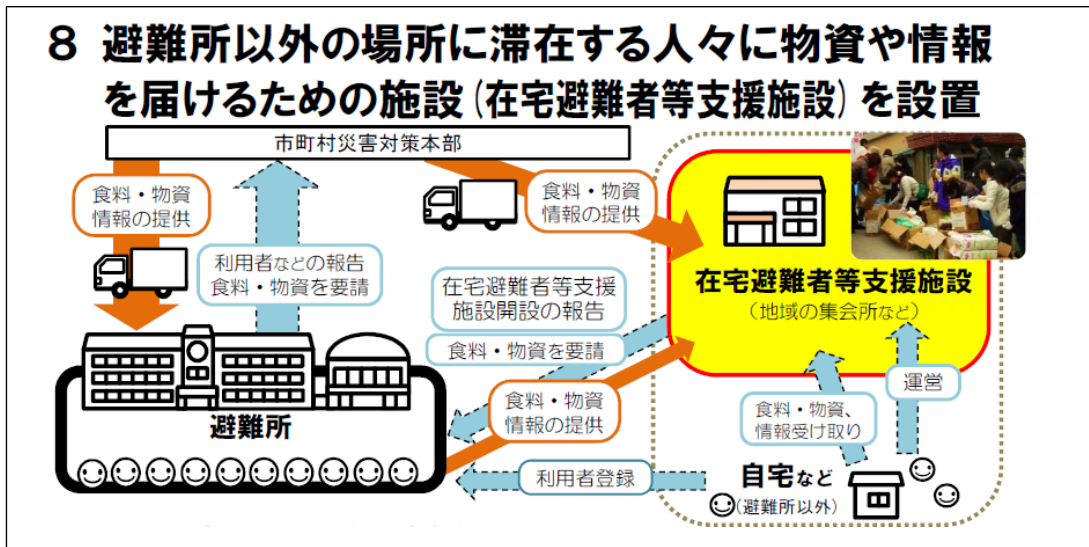 8 避難所以外の場所に滞在する人々に物資や情報
を届けるための施設(在宅避難者等支援施設)を設置
市町村災害対策本部
食料・物資
情報の提供
利用者などの報告
食料・物資を要請
食料・物資
情報の提供
在宅避難者等支援
施設開設の報告
食料・物資を要請
在宅避難者等支援施設
(地域の集会所など)
避難所
食料・物資
情報の提供
食料・物資、
情報受け取り
運営
利用者登録
自宅など
(避難所以外)